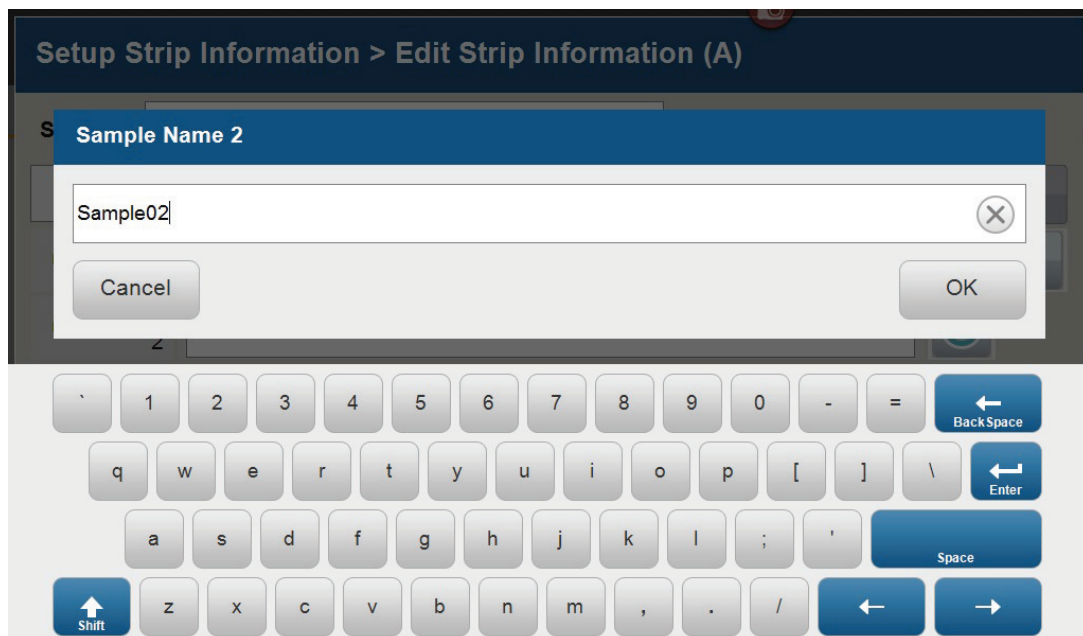 Setup Strip Information > Edit Strip Information (A)
S
Sample Name 2
Sample02
Cancel
OK
2
` 1 2 3 4 5 6 7 8 9 0 - = BackSpace
q w e r t y u i o p [ ] \ Enter
a s d f g h j k l ; ' Space
Shift z x c v b n m , . /